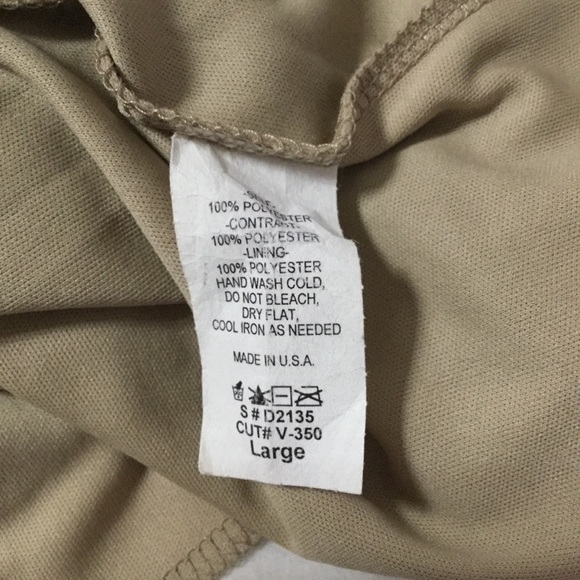 -SELF-
100% POLYESTER
-CONTRAST-
100% POLYESTER
-LINING-
100% POLYESTER
HAND WASH COLD,
DO NOT BLEACH,
DRY FLAT,
COOL IRON AS NEEDED
MADE IN U.S.A.
S # D2135
CUT# V-350
Large